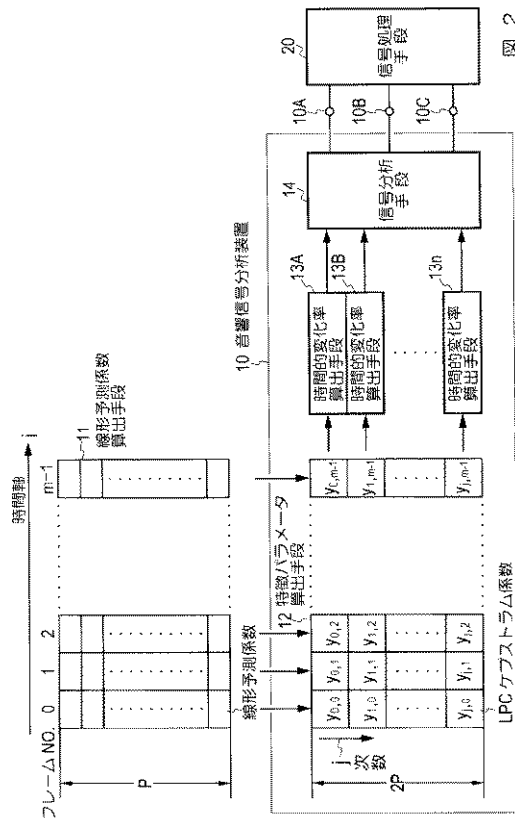 時間軸 i
フレームNO. 0 1 2 m-1
11
線形予測係数
算出手段
P
線形予測係数
10 音響信号分析装置
12 特徴パラメータ
算出手段
j
次
数
2P
y0,0 y0,1 y0,2 y0,m-1
y1,0 y1,1 y1,2 y1,m-1
yj,0 yj,1 yj,2 yj,m-1
LPCケプストラム係数
13A
時間的変化率
算出手段
13B
時間的変化率
算出手段
13n
時間的変化率
算出手段
14
信号分析
手段
10A
10B
10C
20
信号処理
手段
図 2